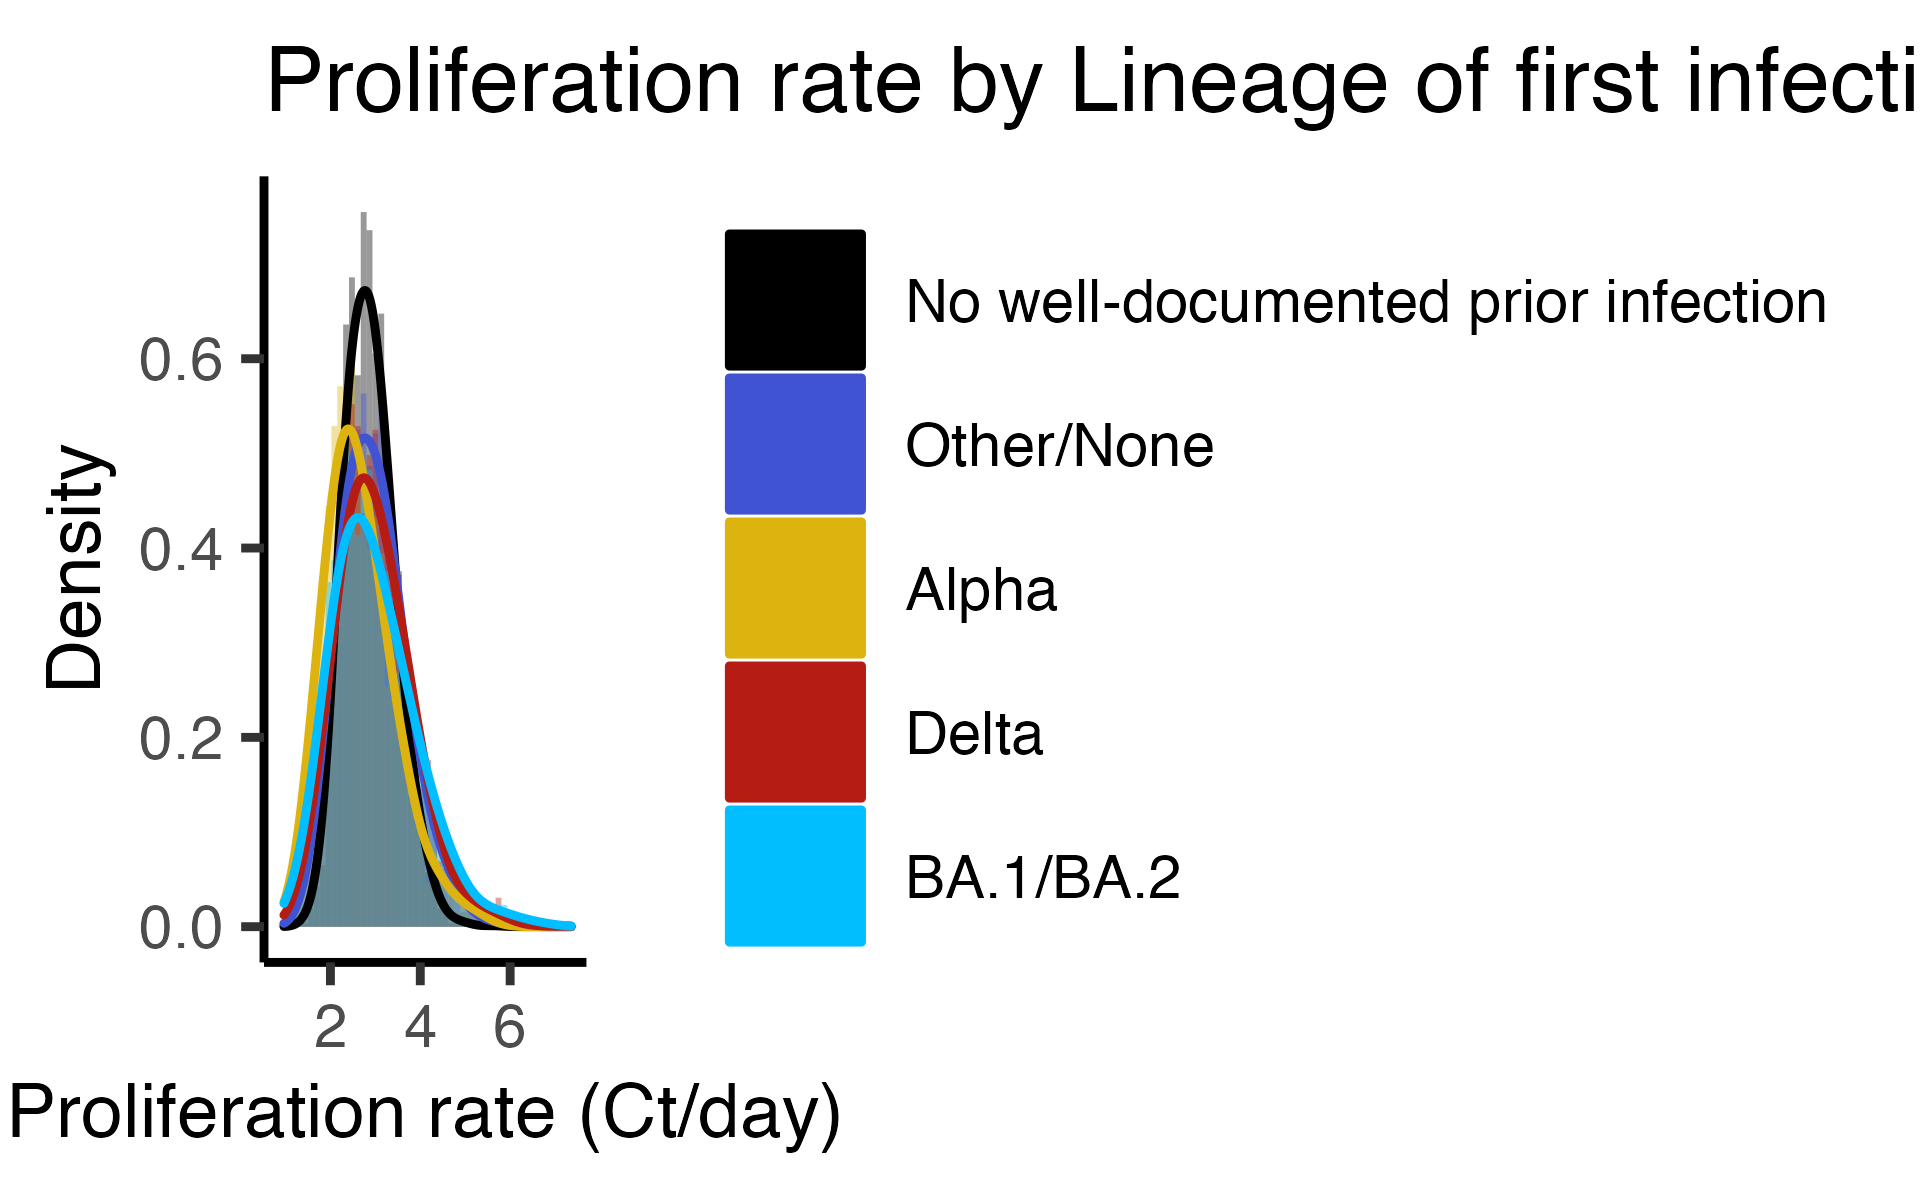 Proliferation rate by Lineage of first infecti
Density
0.6
0.4
0.2
0.0
2 4 6
Proliferation rate (Ct/day)
No well-documented prior infection
Other/None
Alpha
Delta
BA.1/BA.2